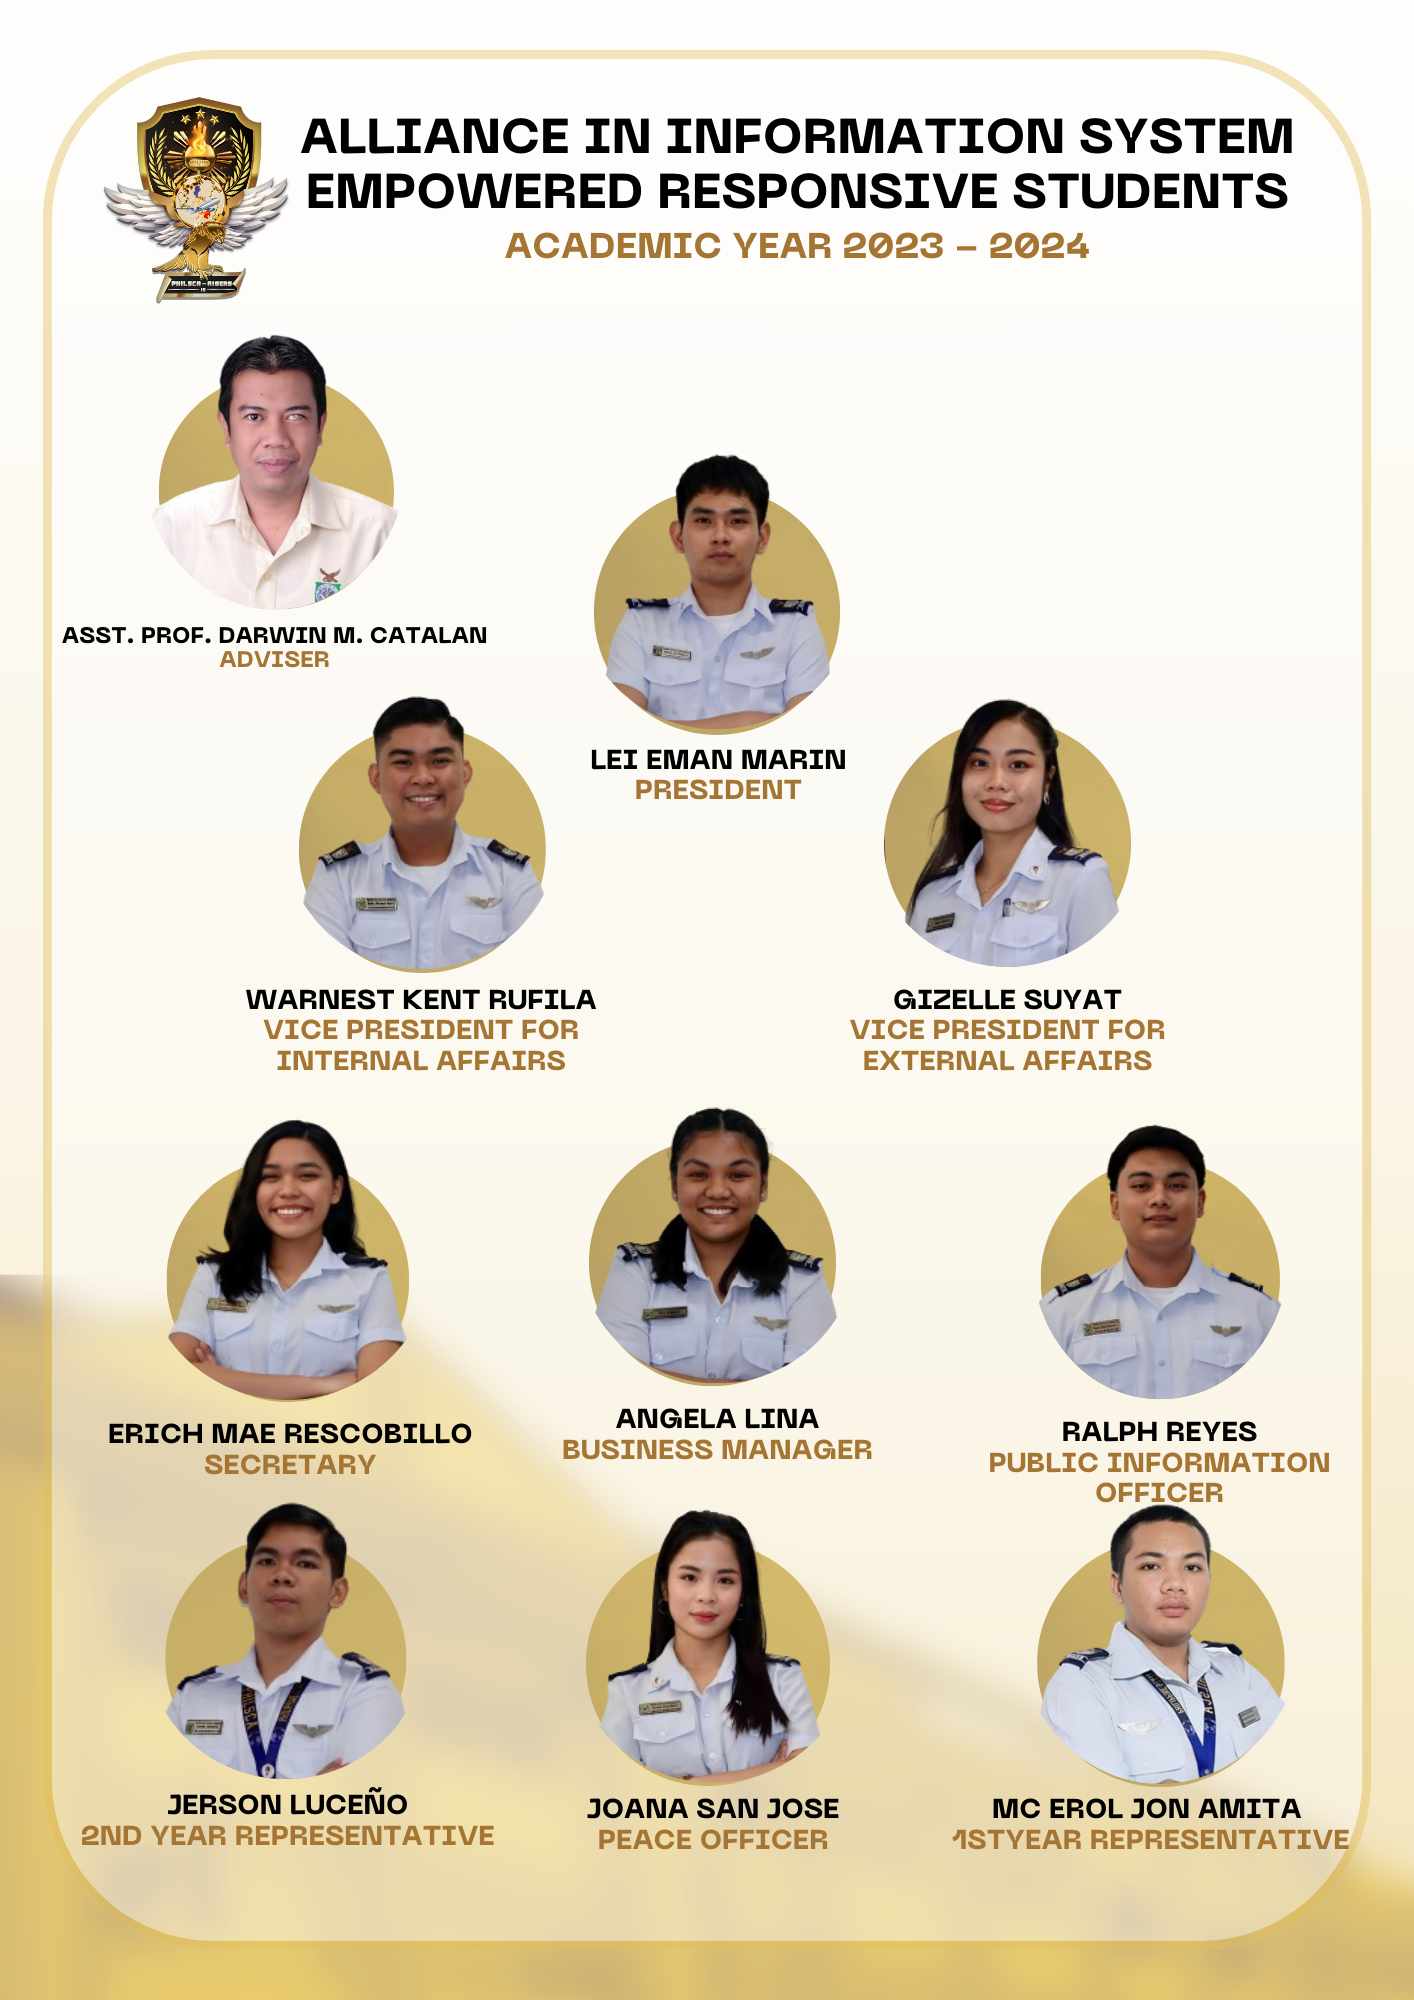 ALLIANCE IN INFORMATION SYSTEM
EMPOWERED RESPONSIVE STUDENTS
ACADEMIC YEAR 2023 - 2024
PHILSCA - AISERS
ASST. PROF. DARWIN M. CATALAN
ADVISER
LEI EMAN MARIN
PRESIDENT
WARNEST KENT RUFILA
VICE PRESIDENT FOR
INTERNAL AFFAIRS
GIZELLE SUYAT
VICE PRESIDENT FOR
EXTERNAL AFFAIRS
ERICH MAE RESCOBILLO
SECRETARY
ANGELA LINA
BUSINESS MANAGER
RALPH REYES
PUBLIC INFORMATION
OFFICER
PHILSCA
JERSON LUCEÑO
2ND YEAR REPRESENTATIVE
JOANA SAN JOSE
PEACE OFFICER
MC EROL JON AMITA
1STYEAR REPRESENTATIVE